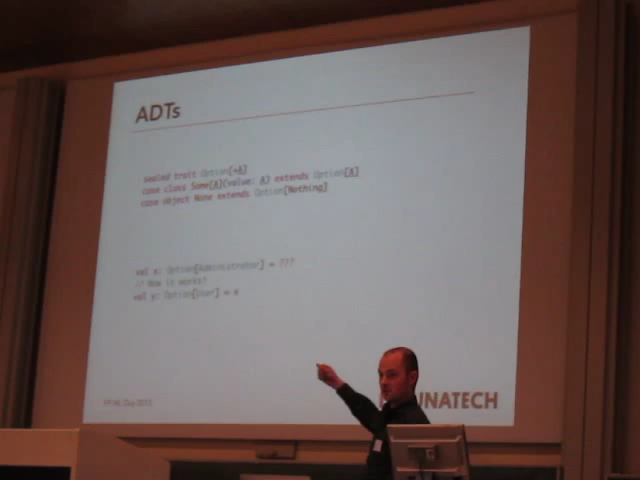 ADTs
sealed trait Option[+A]
case class Some[A](value: A) extends Option[A]
case object None extends Option[Nothing]
val x: Option[Administrator] = ???
// Now it works!
val y: Option[User] = x
UNATECH